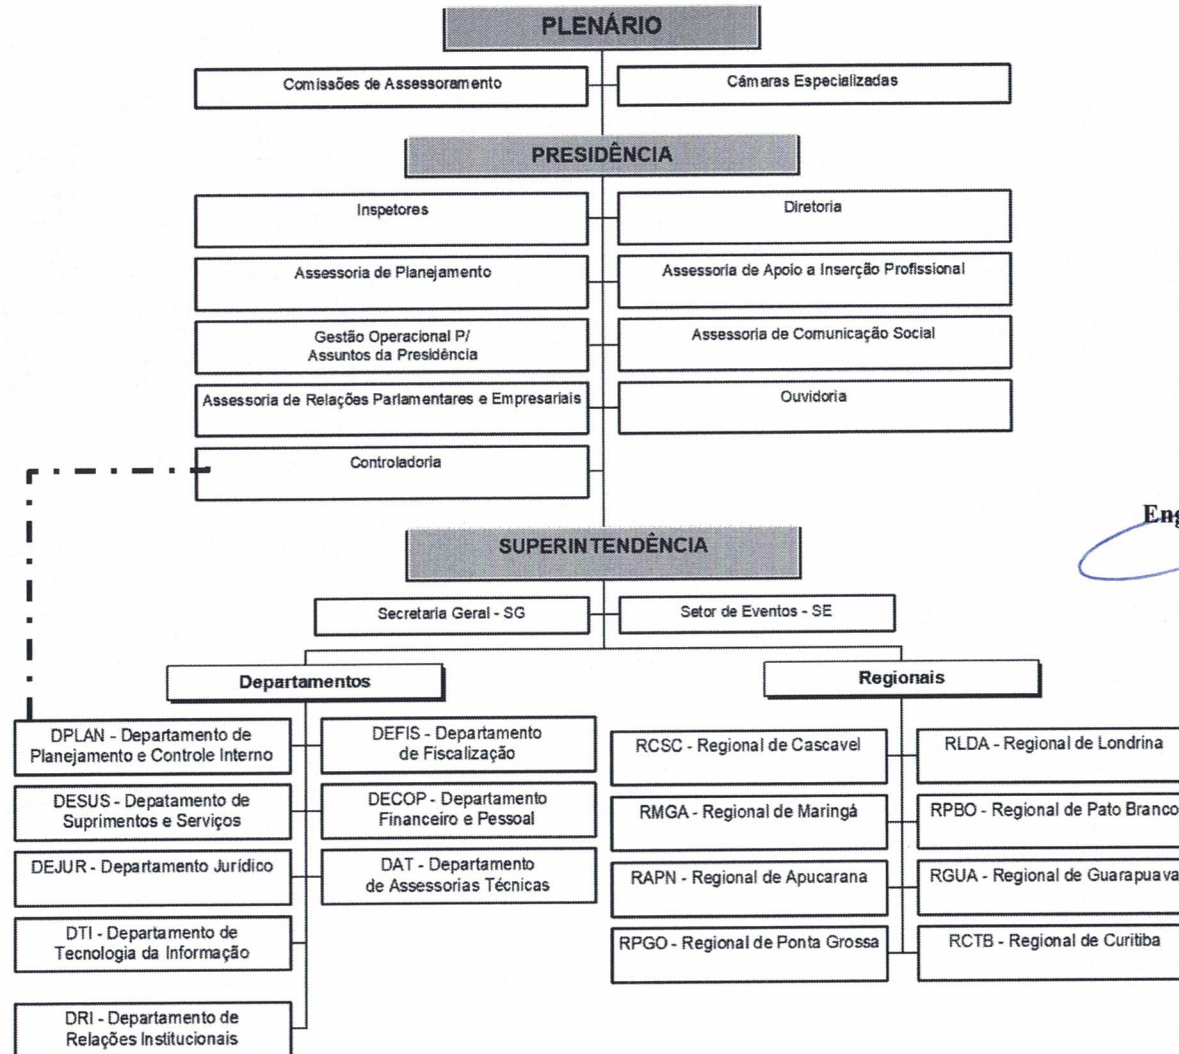 PLENÁRIO
Comissões de Assessoramento
Câmaras Especializadas
PRESIDÊNCIA
Inspetores
Diretoria
Assessoria de Planejamento
Assessoria de Apoio a Inserção Profissional
Gestão Operacional P/
Assuntos da Presidência
Assessoria de Comunicação Social
Assessoria de Relações Parlamentares e Empresariais
Ouvidoria
Controladoria
Eng
SUPERINTENDÊNCIA
Secretaria Geral - SG
Setor de Eventos - SE
Departamentos
DPLAN - Departamento de
Planejamento e Controle Interno
DEFIS - Departamento
de Fiscalização
DESUS - Depatamento de
Suprimentos e Serviços
DECOP - Departamento
Financeiro e Pessoal
DEJUR - Departamento Jurídico
DAT - Departamento
de Assessorias Técnicas
DTI - Departamento de
Tecnologia da Informação
DRI - Departamento de
Relações Institucionais
Regionais
RCSC - Regional de Cascavel
RLDA - Regional de Londrina
RMGA - Regional de Maringá
RPBO - Regional de Pato Branco
RAPN - Regional de Apucarana
RGUA - Regional de Guarapuava
RPGO - Regional de Ponta Grossa
RCTB - Regional de Curitiba